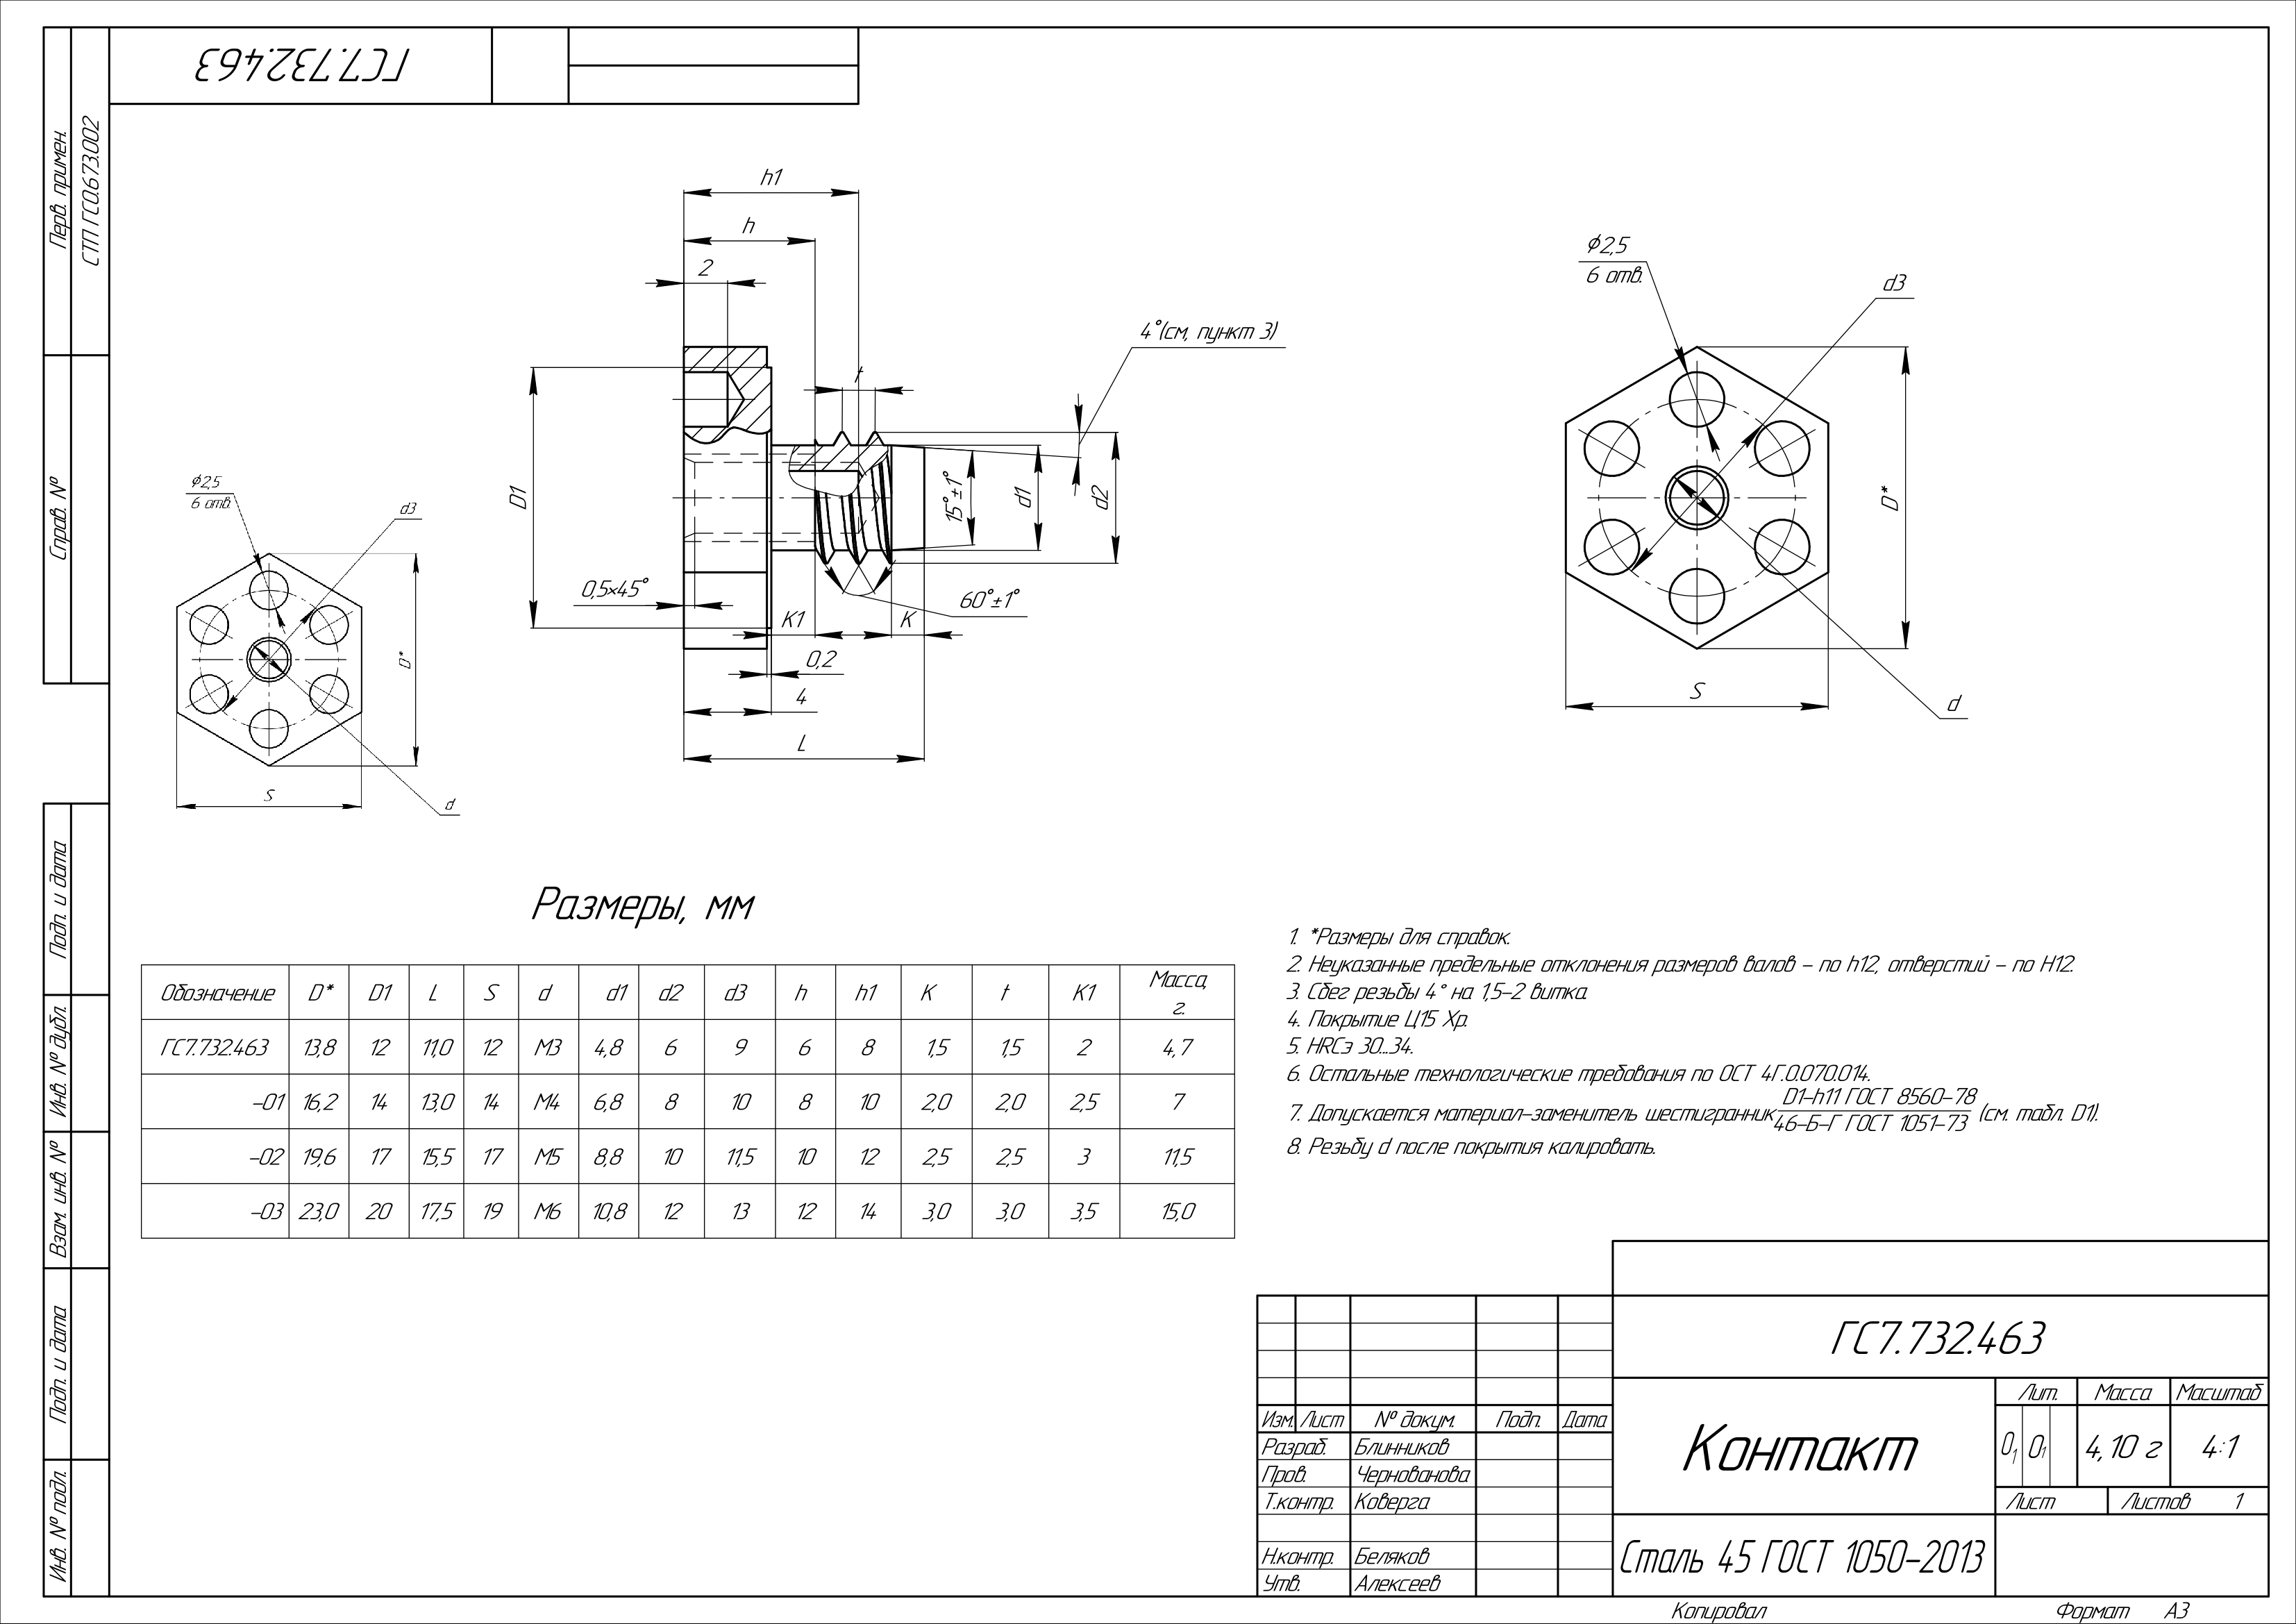 ГС7.732.463
Перв. примен.
СТП ГС0.673.002
Справ. №
Подп. и дата
Инв. № дубл.
Взам. инв. №
Подп. и дата
Инв. № подл.
h1
h
2
4°(см, пункт 3)
t
D1
15°±1°
d1
d2
0,5×45°
60°±1°
K1
K
0,2
4
L
⌀2,5
6 отв.
d3
D*
S
d
⌀2,5
6 отв.
d3
D*
S
d
Размеры, мм
Обозначение D* D1 L S d d1 d2 d3 h h1 K t K1 Масса, г.
ГС7.732.463 13,8 12 11,0 12 М3 4,8 6 9 6 8 1,5 1,5 2 4,7
-01 16,2 14 13,0 14 М4 6,8 8 10 8 10 2,0 2,0 2,5 7
-02 19,6 17 15,5 17 М5 8,8 10 11,5 10 12 2,5 2,5 3 11,5
-03 23,0 20 17,5 19 М6 10,8 12 13 12 14 3,0 3,0 3,5 15,0
1. *Размеры для справок.
2. Неуказанные предельные отклонения размеров валов - по h12, отверстий - по H12.
3. Сбег резьбы 4° на 1,5-2 витка.
4. Покрытие Ц15 Хр.
5. HRCэ 30...34.
6. Остальные технологические требования по ОСТ 4Г.0.070.014.
7. Допускается материал-заменитель шестигранник D1-h11 ГОСТ 8560-78 / 46-Б-Г ГОСТ 1051-73 (см. табл. D1).
8. Резьбу d после покрытия калировать.
ГС7.732.463
Изм. Лист № докум. Подп. Дата
Разраб. Блинников
Пров. Чернованова
Т.контр. Коверга
Н.контр. Беляков
Утв. Алексеев
Контакт
Лит. Масса Масштаб
О1 О1 4,10 г 4:1
Лист Листов 1
Сталь 45 ГОСТ 1050-2013
Копировал Формат А3